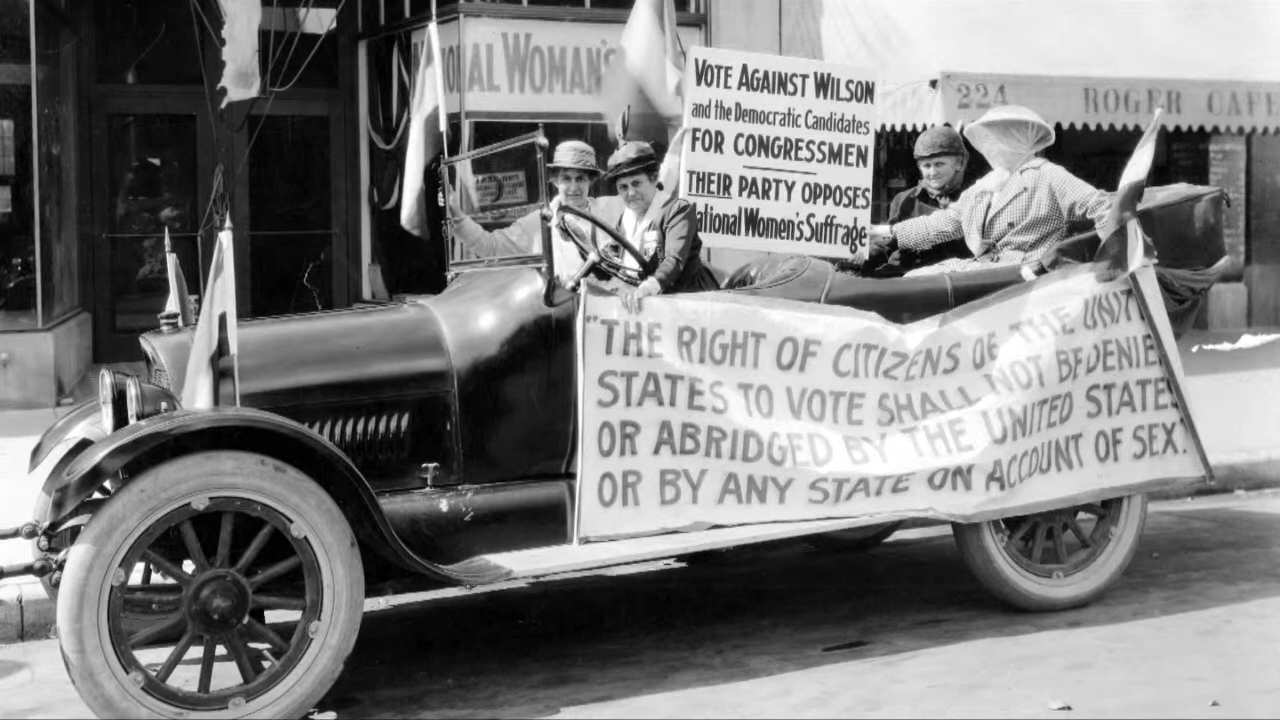 ONAL WOMAN'S
VOTE AGAINST WILSON
and the Democratic Candidates
FOR CONGRESSMEN
THEIR PARTY OPPOSES
National Women's Suffrage
224 ROGER CAFE
"THE RIGHT OF CITIZENS OF THE UNIT
STATES TO VOTE SHALL NOT BE DENIE
OR ABRIDGED BY THE UNITED STATES
OR BY ANY STATE ON ACCOUNT OF SEX."